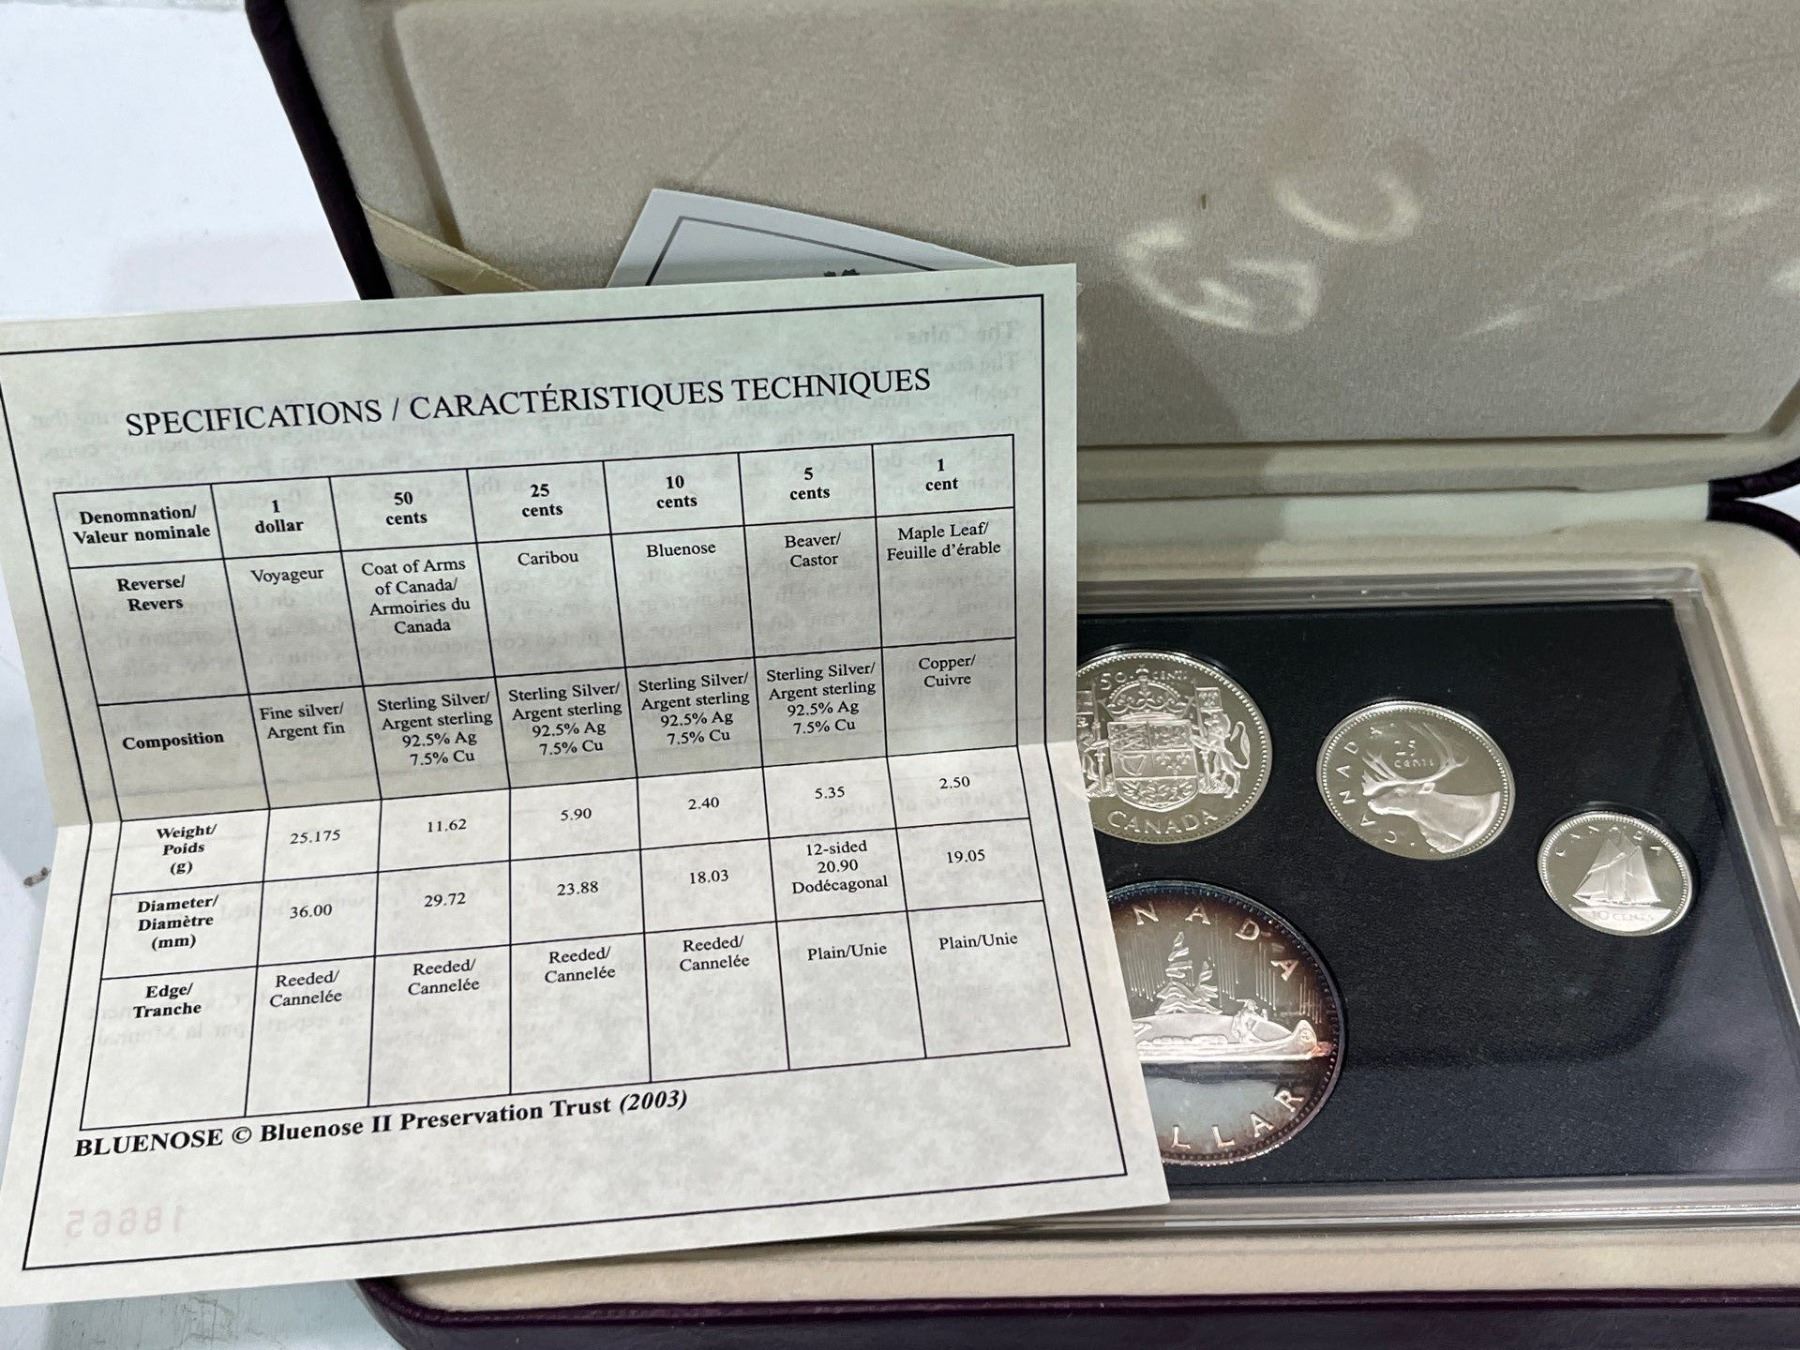 SPECIFICATIONS / CARACTÉRISTIQUES TECHNIQUES
Denomnation/
Valeur nominale
1
dollar
50
cents
25
cents
10
cents
5
cents
1
cent
Reverse/
Revers
Voyageur
Coat of Arms
of Canada/
Armoiries du
Canada
Caribou
Bluenose
Beaver/
Castor
Maple Leaf/
Feuille d'érable
Composition
Fine silver/
Argent fin
Sterling Silver/
Argent sterling
92.5% Ag
7.5% Cu
Sterling Silver/
Argent sterling
92.5% Ag
7.5% Cu
Sterling Silver/
Argent sterling
92.5% Ag
7.5% Cu
Sterling Silver/
Argent sterling
92.5% Ag
7.5% Cu
Copper/
Cuivre
Weight/
Poids
(g)
25.175
11.62
5.90
2.40
5.35
2.50
Diameter/
Diamètre
(mm)
36.00
29.72
23.88
18.03
12-sided
20.90
Dodécagonal
19.05
Edge/
Tranche
Reeded/
Cannelée
Reeded/
Cannelée
Reeded/
Cannelée
Reeded/
Cannelée
Plain/Unie
Plain/Unie
BLUENOSE © Bluenose II Preservation Trust (2003)
18665
50 CENTS
CANADA
CANADA
25
cents
CANADA
10 CENTS
NADA
LLAR